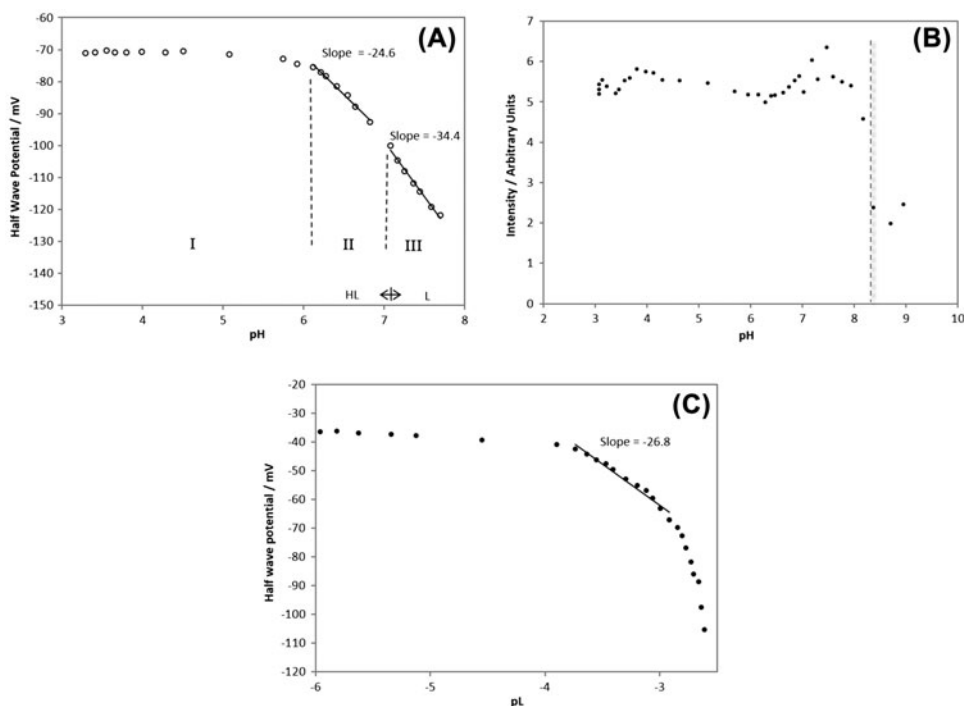 (A)
Half Wave Potential / mV
-60
-70
-80
-90
-100
-110
-120
-130
-140
-150
Slope = -24.6
Slope = -34.4
I
II
III
HL
L
3
4
5
6
7
8
pH
(B)
Intensity / Arbitrary Units
7
6
5
4
3
2
1
0
2
3
4
5
6
7
8
9
10
pH
(C)
Half wave potential / mV
-20
-30
-40
-50
-60
-70
-80
-90
-100
-110
-120
Slope = -26.8
-6
-5
-4
-3
pL